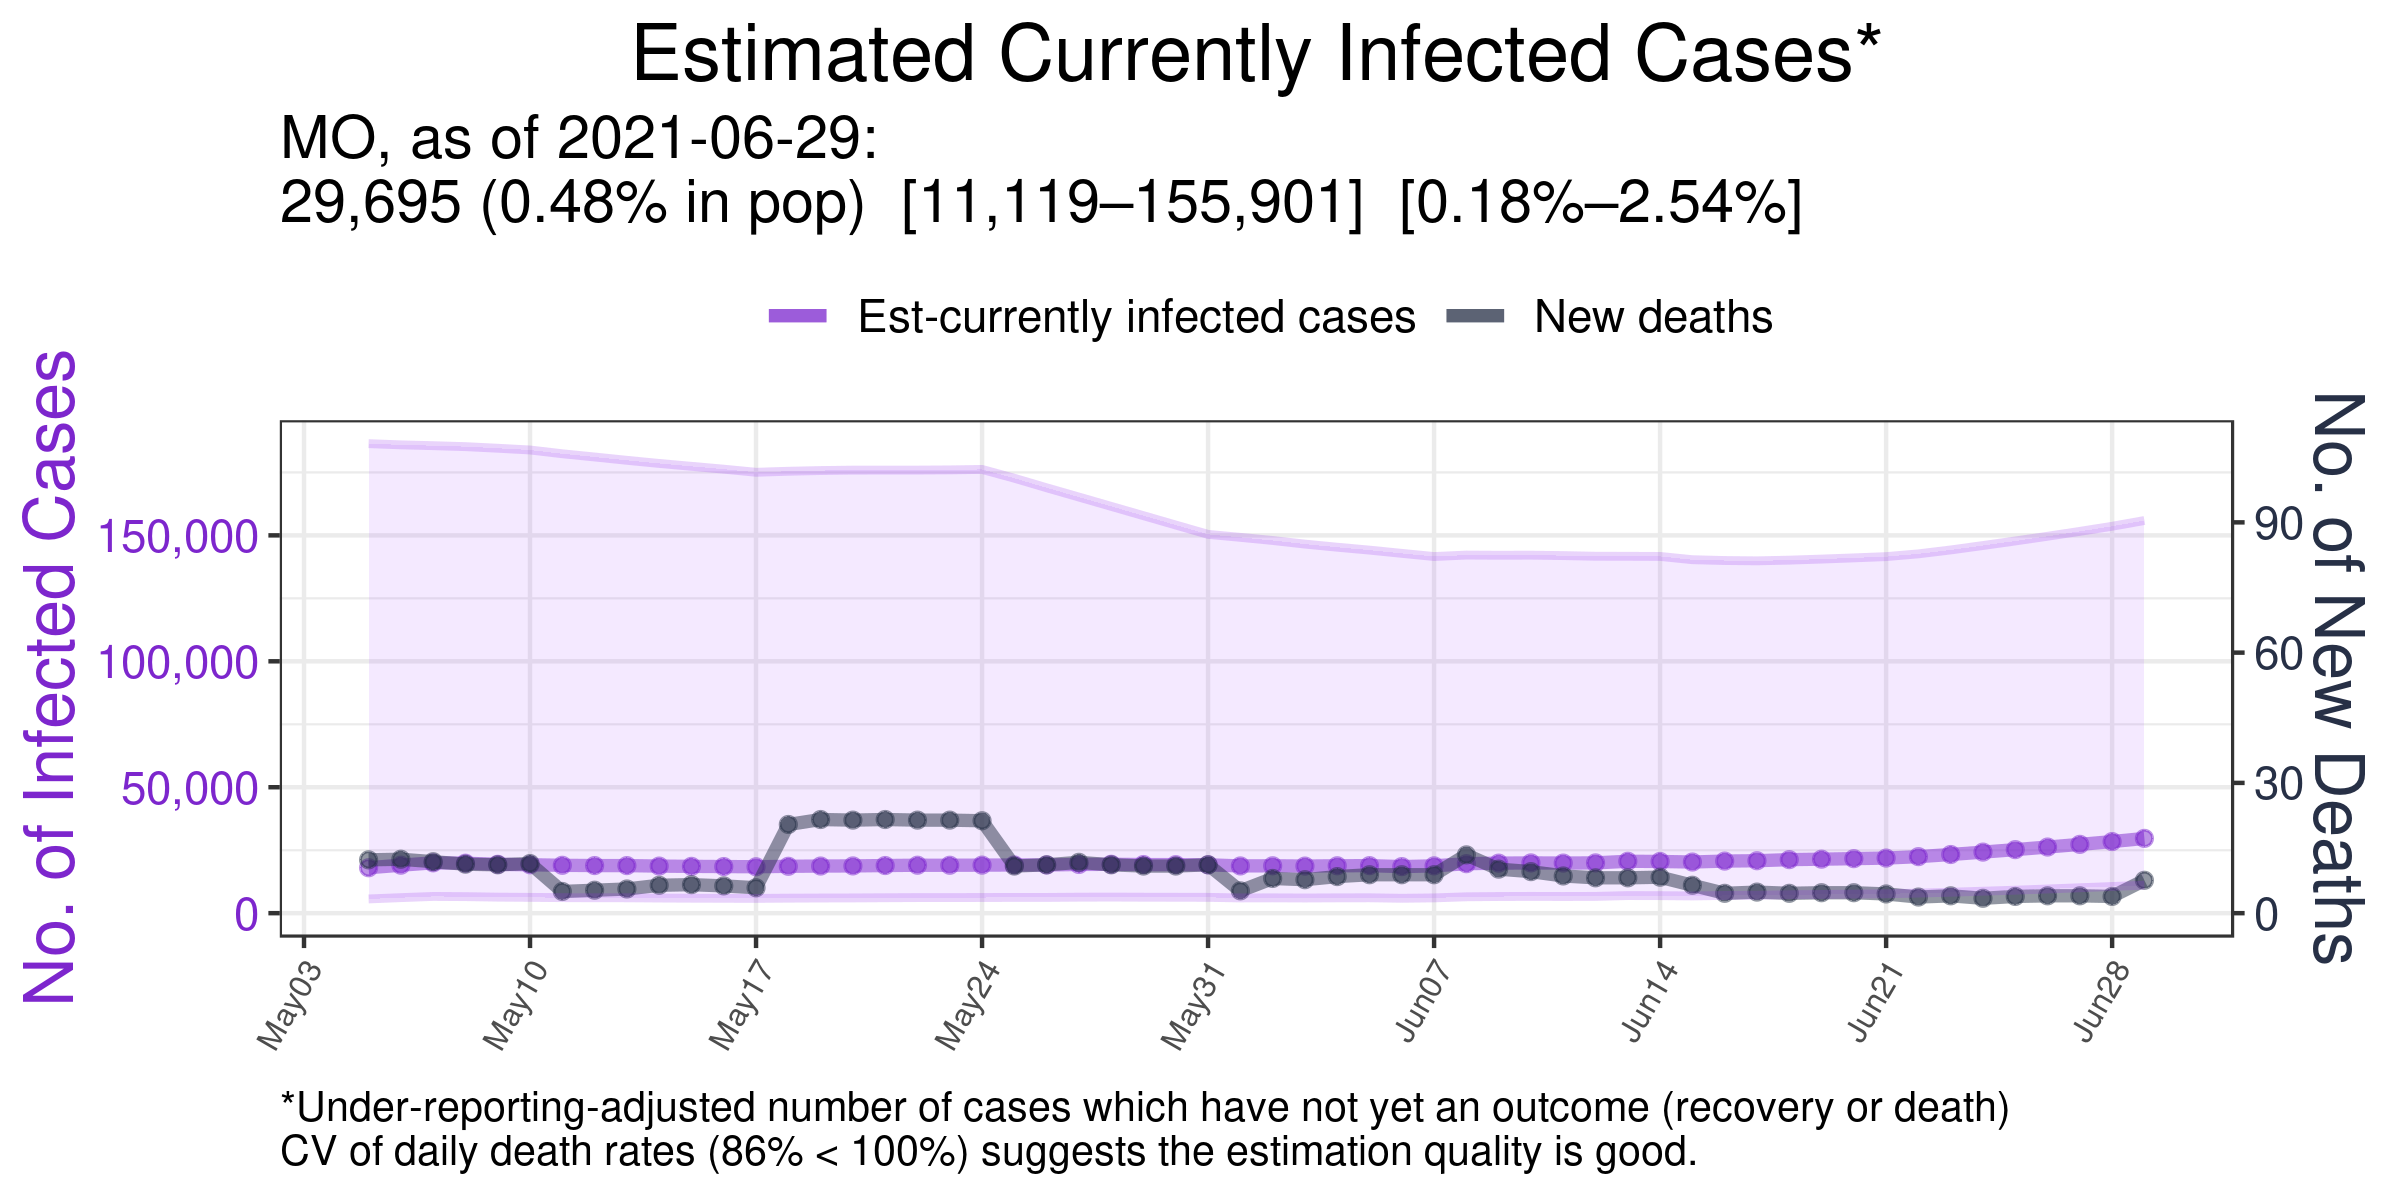 Estimated Currently Infected Cases*
MO, as of 2021-06-29:
29,695 (0.48% in pop)  [11,119–155,901]  [0.18%–2.54%]
Est-currently infected cases
New deaths
No. of Infected Cases
150,000
100,000
50,000
0
90
60
30
0
No. of New Deaths
May03
May10
May17
May24
May31
Jun07
Jun14
Jun21
Jun28
*Under-reporting-adjusted number of cases which have not yet an outcome (recovery or death)
CV of daily death rates (86% < 100%) suggests the estimation quality is good.